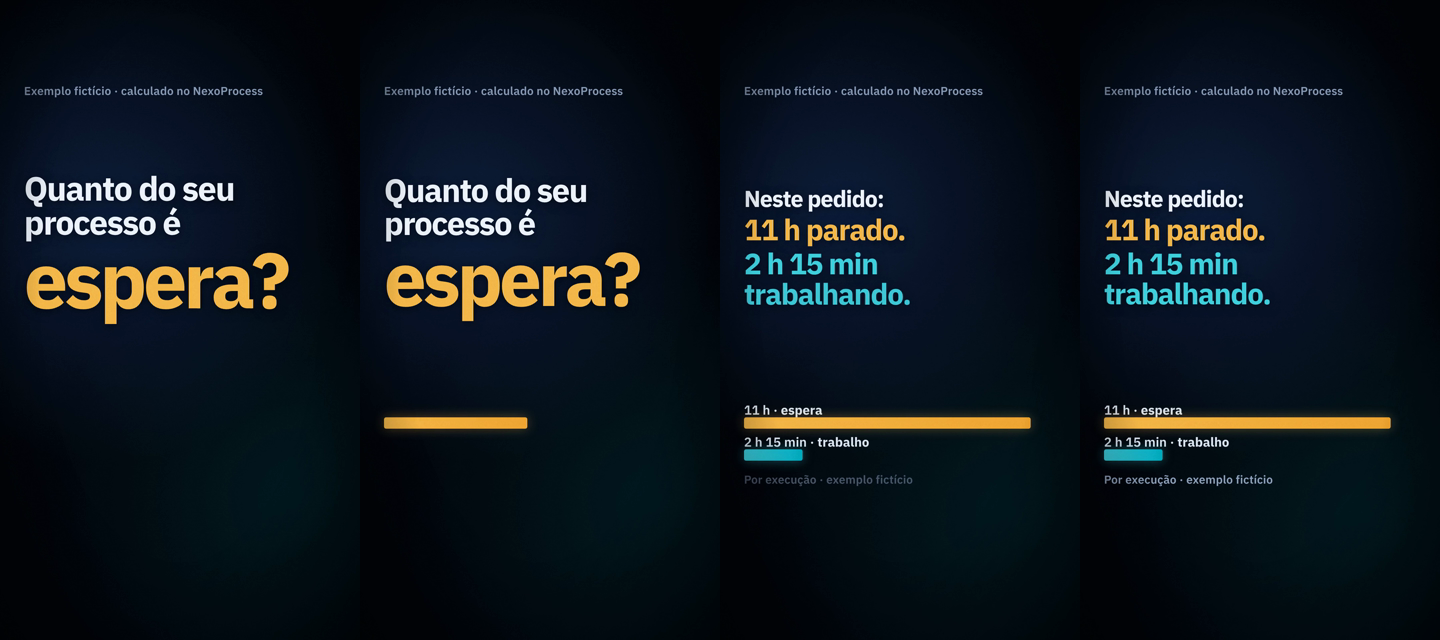 Exemplo fictício · calculado no NexoProcess
Quanto do seu
processo é
espera?
Exemplo fictício · calculado no NexoProcess
Quanto do seu
processo é
espera?
Exemplo fictício · calculado no NexoProcess
Neste pedido:
11 h parado.
2 h 15 min
trabalhando.
11 h · espera
2 h 15 min · trabalho
Por execução · exemplo fictício
Exemplo fictício · calculado no NexoProcess
Neste pedido:
11 h parado.
2 h 15 min
trabalhando.
11 h · espera
2 h 15 min · trabalho
Por execução · exemplo fictício